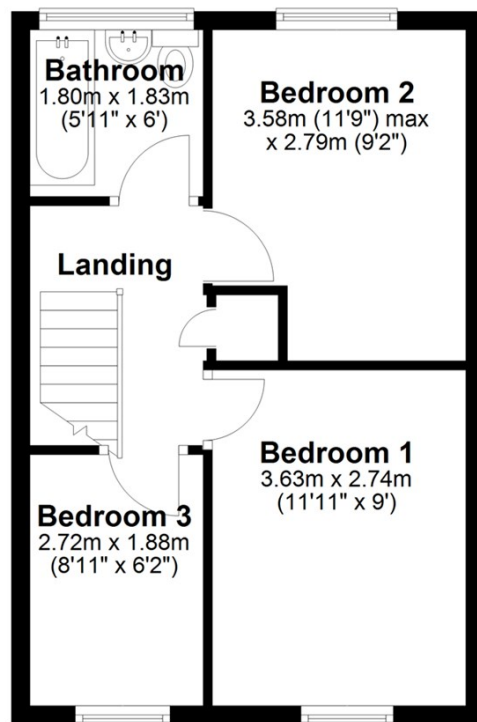 Bathroom
1.80m x 1.83m
(5'11" x 6')
Bedroom 2
3.58m (11'9") max
x 2.79m (9'2")
Landing
Bedroom 1
3.63m x 2.74m
(11'11" x 9')
Bedroom 3
2.72m x 1.88m
(8'11" x 6'2")